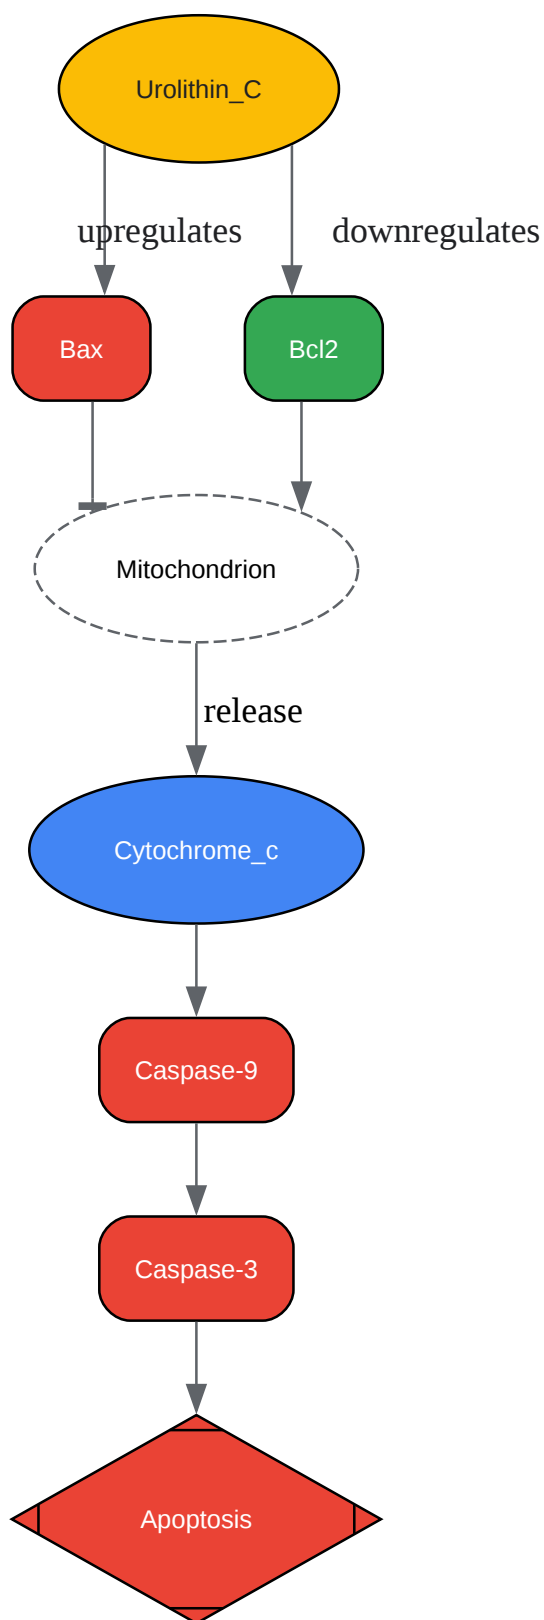 Urolithin_C
upregulates
downregulates
Bax
Bcl2
Mitochondrion
release
Cytochrome_c
Caspase-9
Caspase-3
Apoptosis